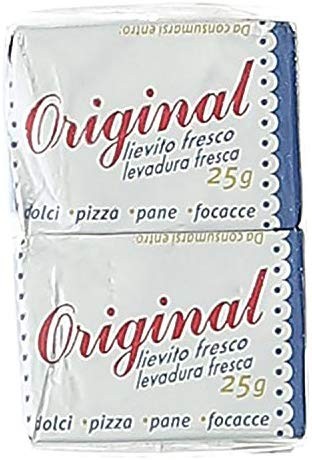 Da consumarsi entro:
Original
lievito fresco
levadura fresca
25g
dolci • pizza • pane • focacce
Da consumarsi entro:
Original
lievito fresco
levadura fresca
25g
dolci • pizza • pane • focacce